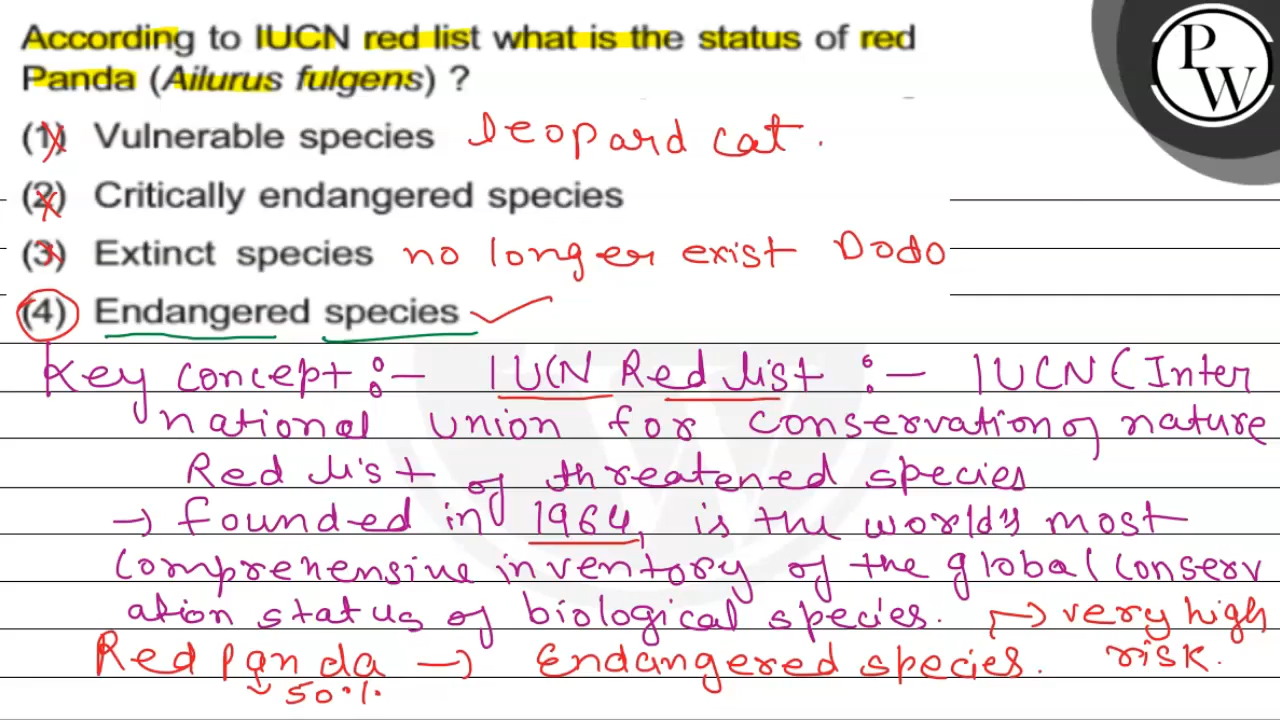 According to IUCN red list what is the status of red
Panda (Ailurus fulgens) ?
(1) Vulnerable species leopard cat.
(2) Critically endangered species
(3) Extinct species no longer exist Dodo
(4) Endangered species
Key concept :- IUCN Red list :- IUCN (Inter
national union for conservation of nature
Red list of threatened species
→ founded in 1964, is the world's most
comprehensive inventory of the global conserv
ation status of biological species. → very high
Red panda → Endangered species. risk.
50%
P
W